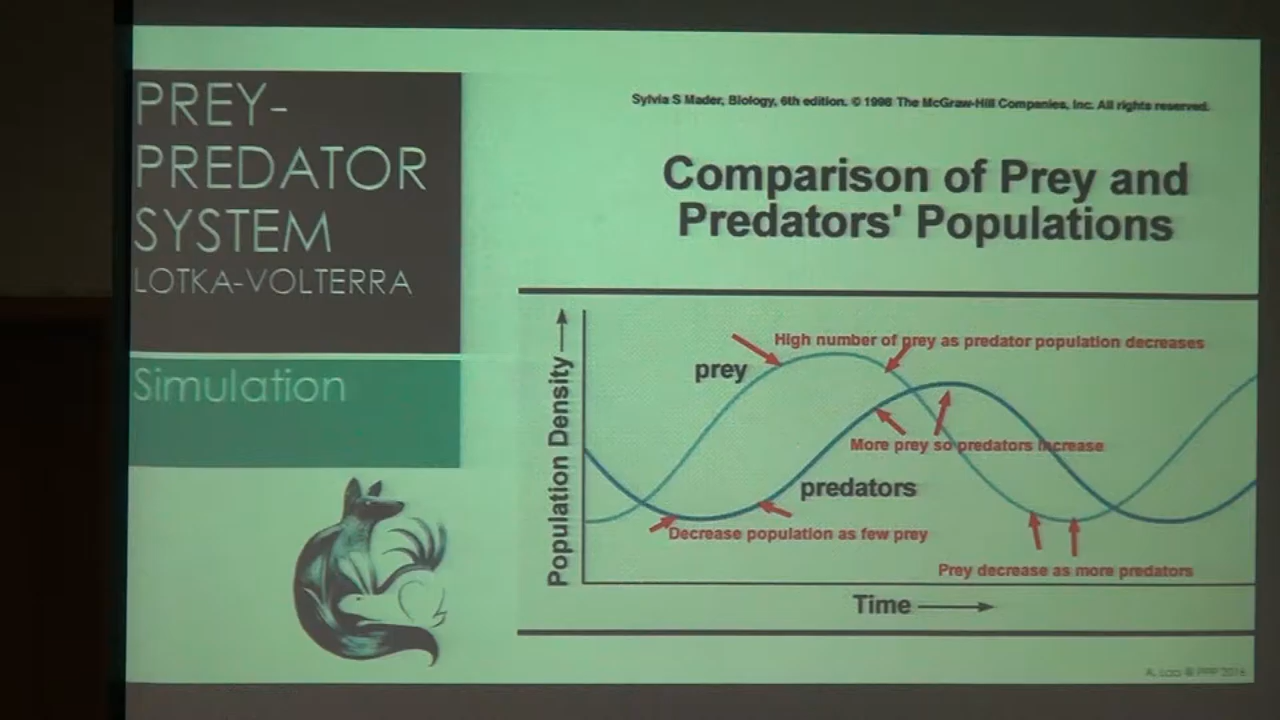 PREY-
PREDATOR
SYSTEM
LOTKA-VOLTERRA
Simulation
Sylvia S Mader, Biology, 6th edition. © 1998 The McGraw-Hill Companies, Inc. All rights reserved.
Comparison of Prey and
Predators' Populations
Population Density
High number of prey as predator population decreases
prey
More prey so predators increase
predators
Decrease population as few prey
Prey decrease as more predators
Time